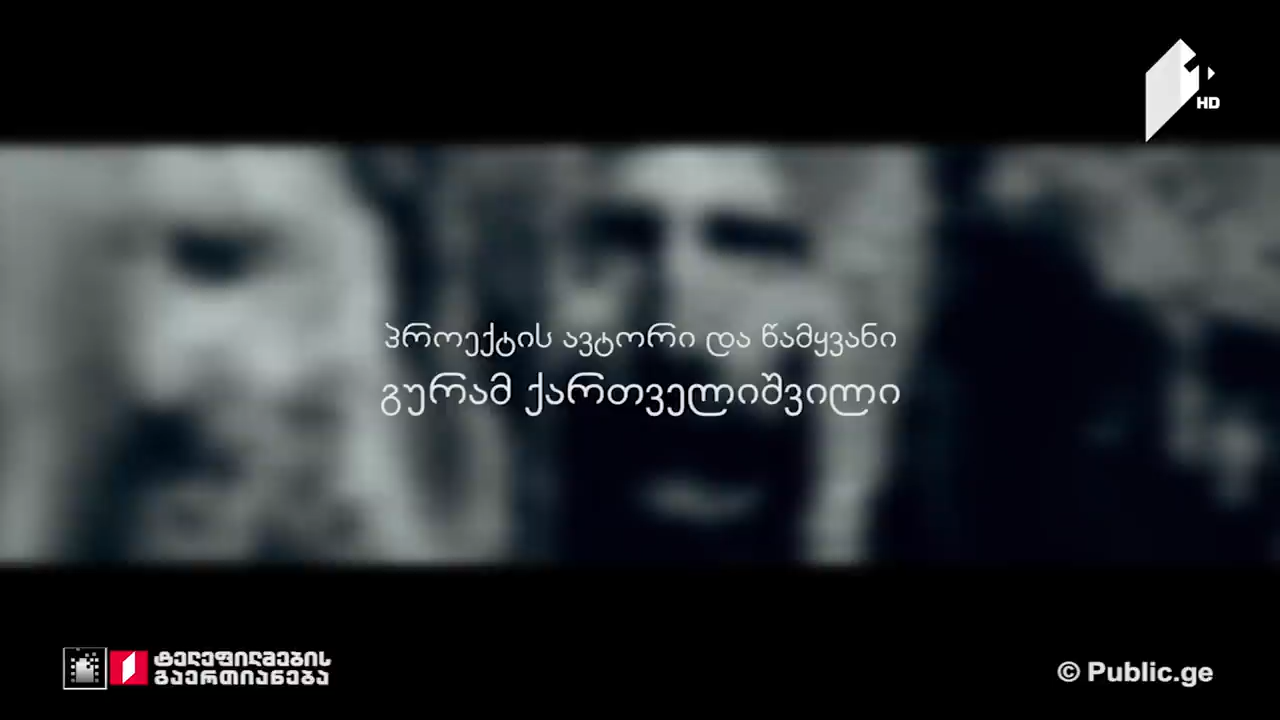 HD
პროექტის ავტორი და წამყვანი
გურამ ქართველიშვილი
ტელეფილმების
გაერთიანება
© Public.ge